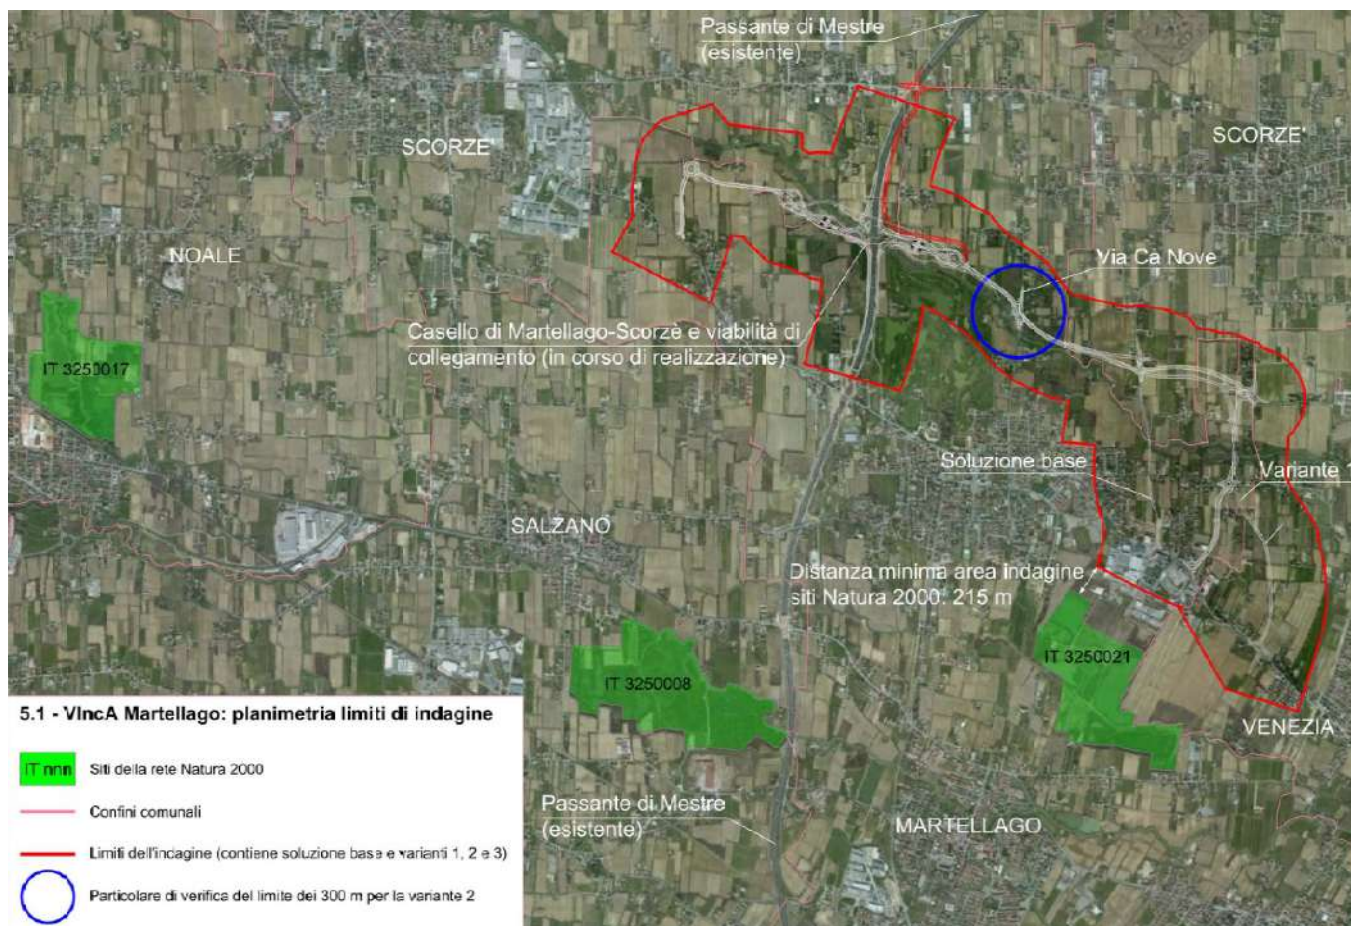 Passante di Mestre
(esistente)
SCORZE'
SCORZE'
NOALE
Via Cà Nove
Casello di Martellago-Scorzè e viabilità di
collegamento (in corso di realizzazione)
IT 3250017
Soluzione base
Variante 1
SALZANO
Distanza minima area indagine
siti Natura 2000: 215 m
IT 3250021
IT 3250008
VENEZIA
Passante di Mestre
(esistente)
MARTELLAGO
5.1 - VIncA Martellago: planimetria limiti di indagine
IT nnn
Siti della rete Natura 2000
Confini comunali
Limiti dell'indagine (contiene soluzione base e varianti 1, 2 e 3)
Particolare di verifica del limite dei 300 m per la variante 2